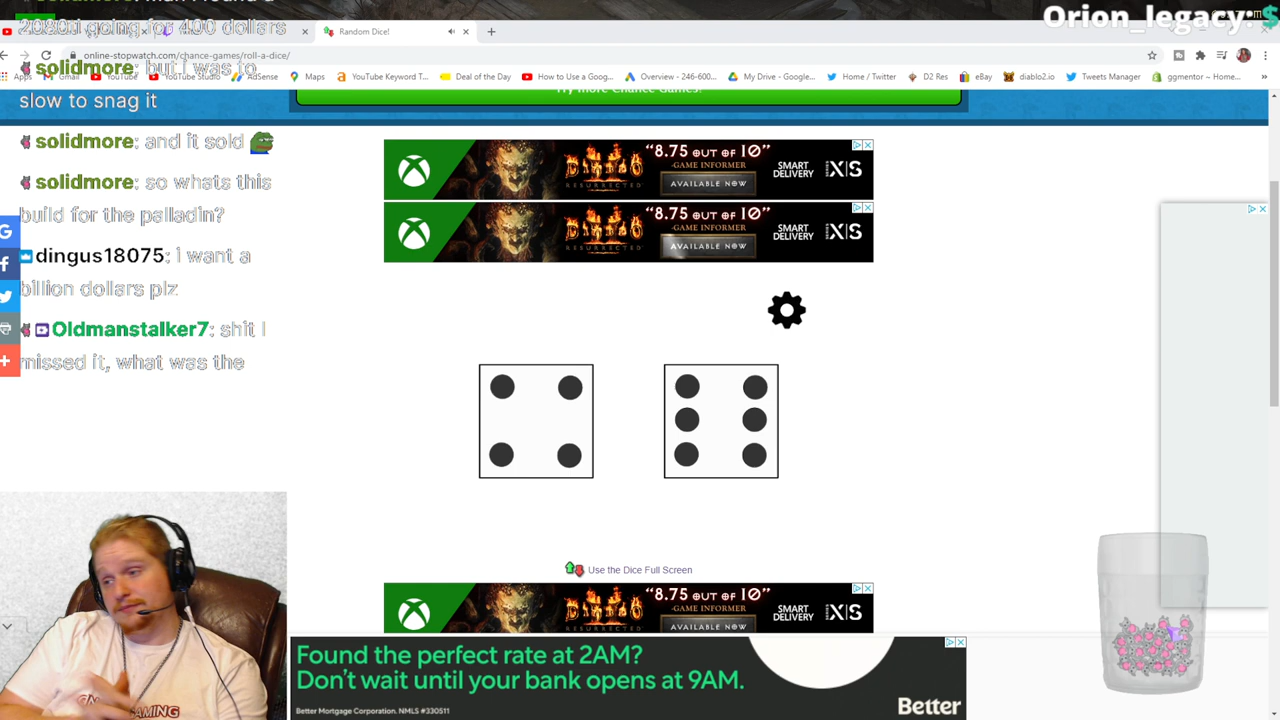 Orion_legacy: $
2080ti going for 400 dollars
solidmore: but i was to
slow to snag it
solidmore: and it sold
solidmore: so whats this
build for the palladin?
dingus18075: i want a
billion dollars plz
Oldmanstalker7: shit I
missed it, what was the
Random Dice!
online-stopwatch.com/chance-games/roll-a-dice/
Apps Gmail YouTube YouTube Studio AdSense Maps YouTube Keyword T... Deal of the Day How to Use a Goog... Overview - 246-600... My Drive - Google... Home / Twitter D2 Res eBay diablo2.io Tweets Manager ggmentor ~ Home...
Try more Chance Games!
"8.75 OUT OF 10"
-GAME INFORMER
AVAILABLE NOW
DIABLO II
RESURRECTED
SMART
DELIVERY
XBOX SERIES X|S
"8.75 OUT OF 10"
-GAME INFORMER
AVAILABLE NOW
DIABLO II
RESURRECTED
SMART
DELIVERY
X|S
Use the Dice Full Screen
"8.75 OUT OF 10"
-GAME INFORMER
AVAILABLE NOW
DIABLO II
SMART
DELIVERY
X|S
Found the perfect rate at 2AM?
Don't wait until your bank opens at 9AM.
Better Mortgage Corporation. NMLS #330511
Better
GAMING